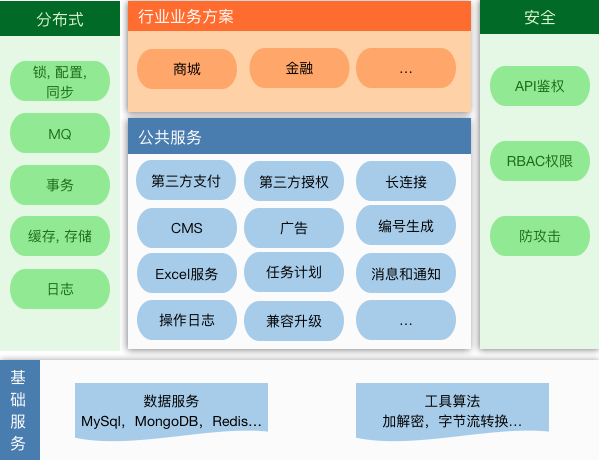 分布式
锁, 配置,
同步
MQ
事务
缓存, 存储
日志
行业业务方案
商城
金融
...
公共服务
第三方支付
第三方授权
长连接
CMS
广告
编号生成
Excel服务
任务计划
消息和通知
操作日志
兼容升级
...
安全
API鉴权
RBAC权限
防攻击
基
础
服
务
数据服务
MySql，MongoDB，Redis...
工具算法
加解密，字节流转换...